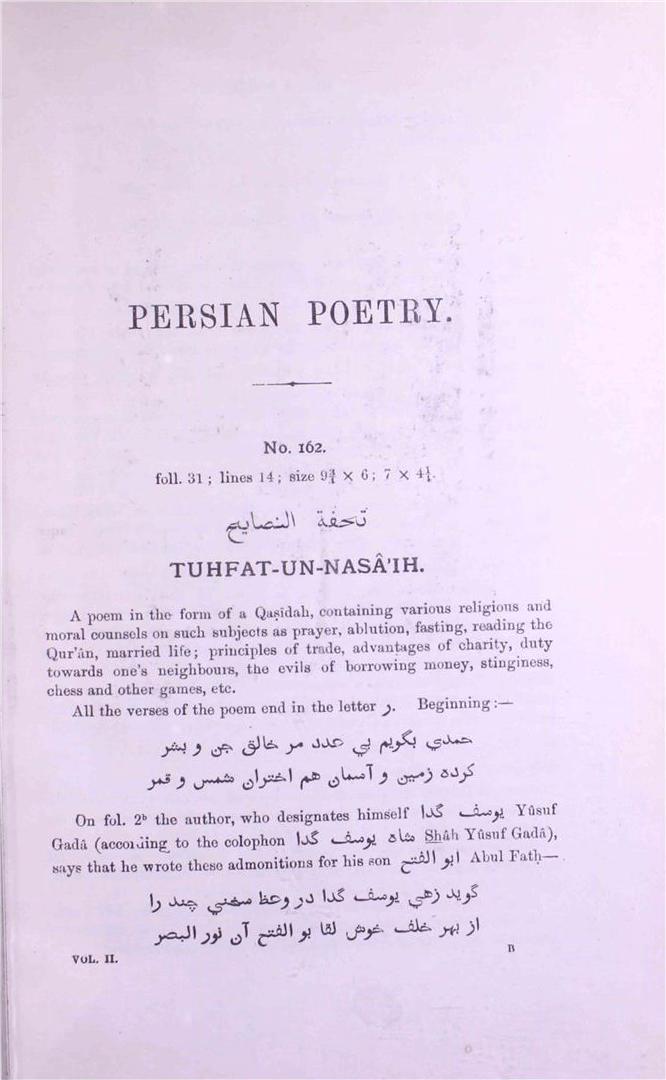 PERSIAN POETRY.
No. 162.
foll. 31; lines 14; size 9¾ × 6; 7 × 4¼.
تحفة النصايح
TUHFAT-UN-NASÂ'IH.
A poem in the form of a Qaṣîdah, containing various religious and
moral counsels on such subjects as prayer, ablution, fasting, reading the
Qur'ân, married life; principles of trade, advantages of charity, duty
towards one's neighbours, the evils of borrowing money, stinginess,
chess and other games, etc.
All the verses of the poem end in the letter ر. Beginning:—
حمدي بگويم بي عدد مر خالق جن و بشر
كرده زمين و آسمان هم اختران شمس و قمر
On fol. 2ᵇ the author, who designates himself يوسف گدا Yûsuf
Gadâ (according to the colophon شاه يوسف گدا Shâh Yûsuf Gadâ),
says that he wrote these admonitions for his son ابو الفتح Abul Fatḥ—
گويد زهي يوسف گدا در وعظ سخني چند را
از بهر خلف خوش لقا بو الفتح آن نور البصر
VOL. II.
B